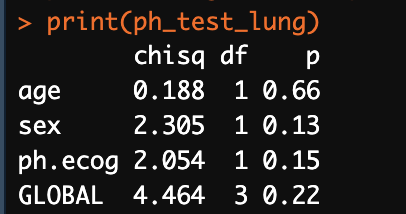 > print(ph_test_lung)
chisq df p
age 0.188 1 0.66
sex 2.305 1 0.13
ph.ecog 2.054 1 0.15
GLOBAL 4.464 3 0.22